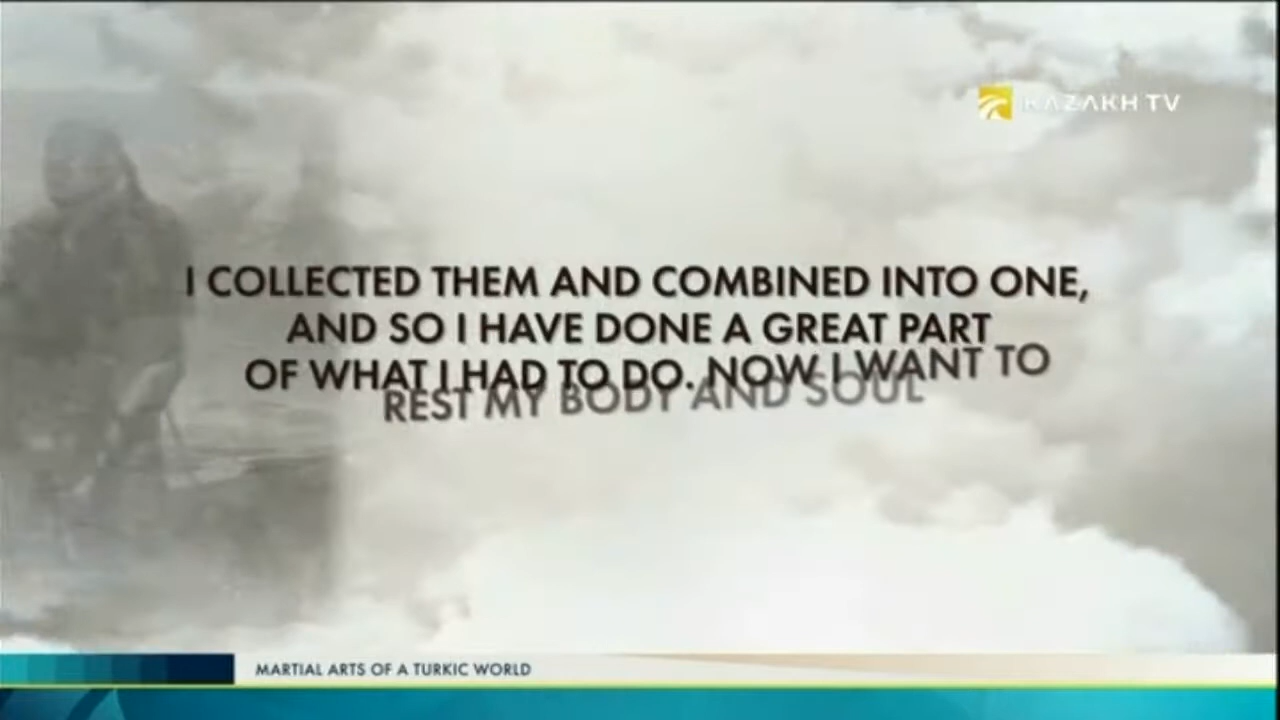 KAZAKH TV
I COLLECTED THEM AND COMBINED INTO ONE,
AND SO I HAVE DONE A GREAT PART
OF WHAT I HAD TO DO. NOW I WANT TO
REST MY BODY AND SOUL
MARTIAL ARTS OF A TURKIC WORLD